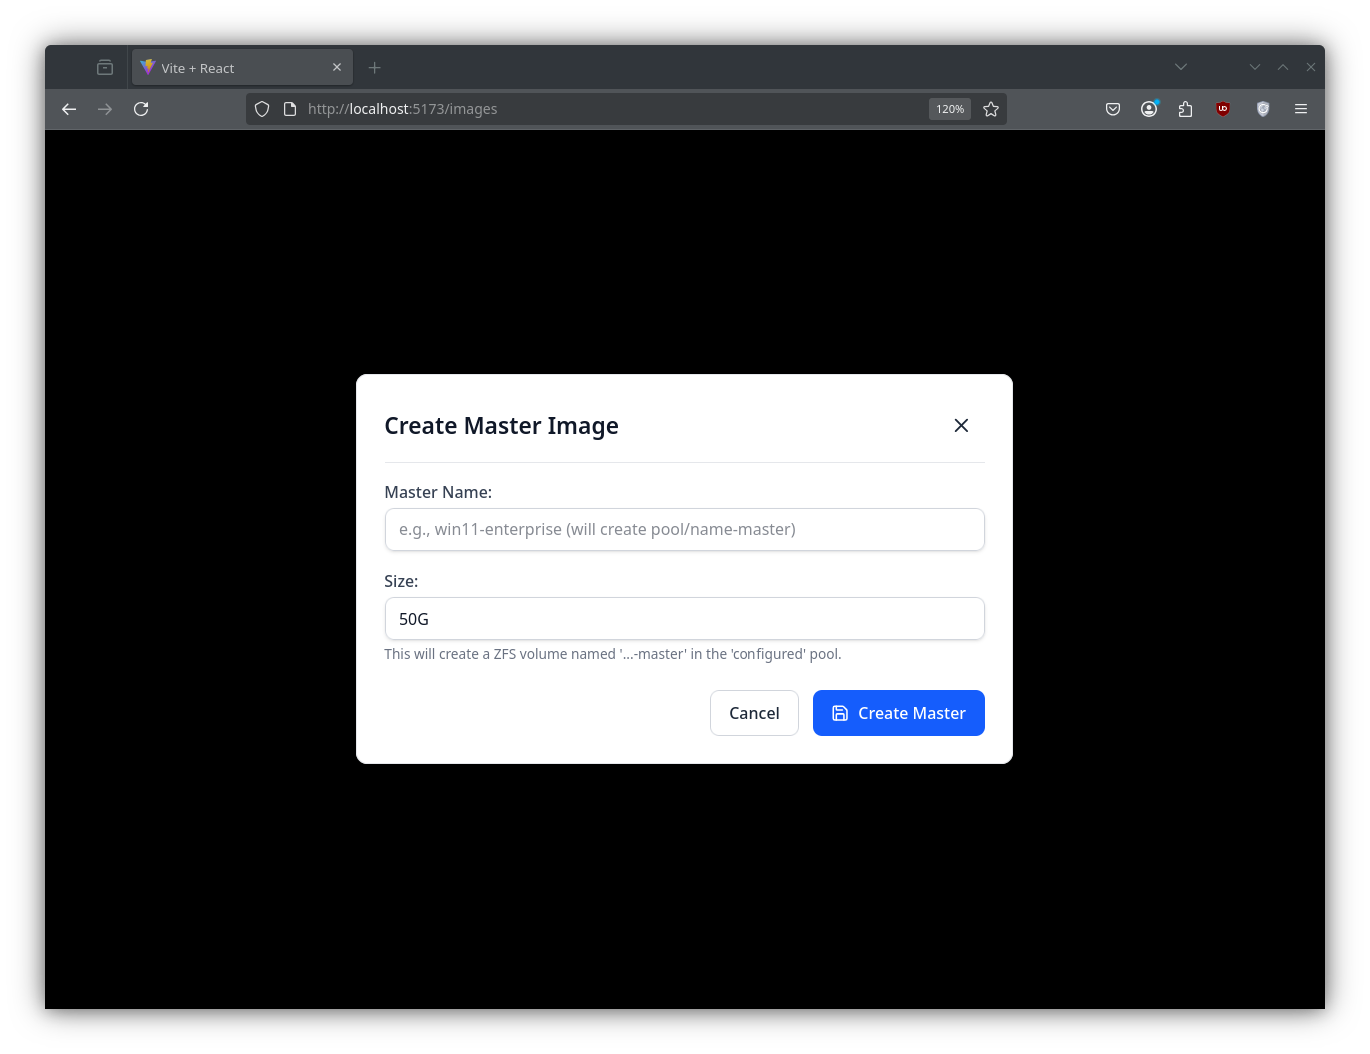 Vite + React
http://localhost:5173/images
120%
Create Master Image
Master Name:
e.g., win11-enterprise (will create pool/name-master)
Size:
50G
This will create a ZFS volume named '...-master' in the 'configured' pool.
Cancel
Create Master